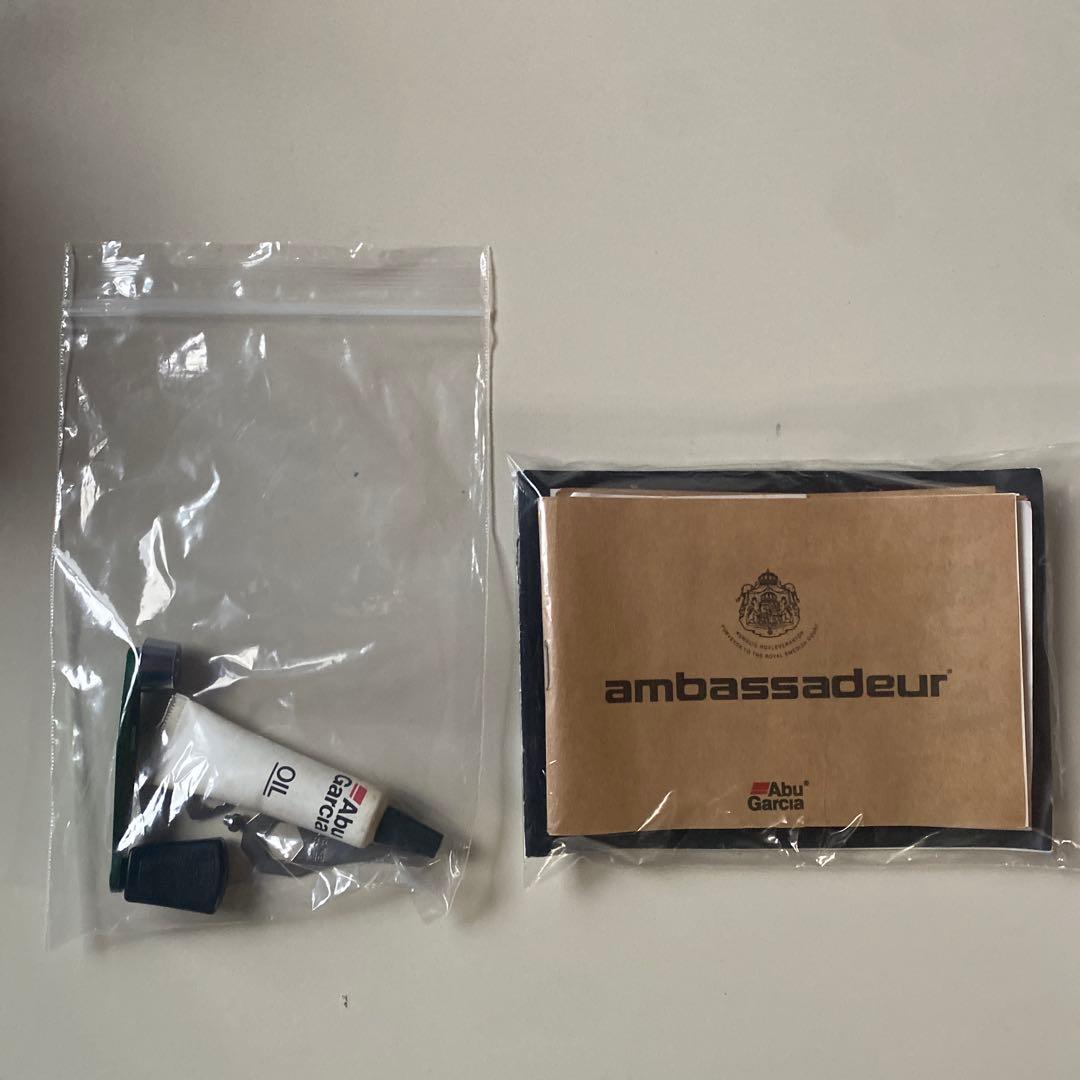 OIL
Abu
Garcia
KUNGLIG HOVLEVERANTÖR
PURVEYOR TO THE ROYAL SWEDISH COURT
ambassadeur®
Abu®
Garcia